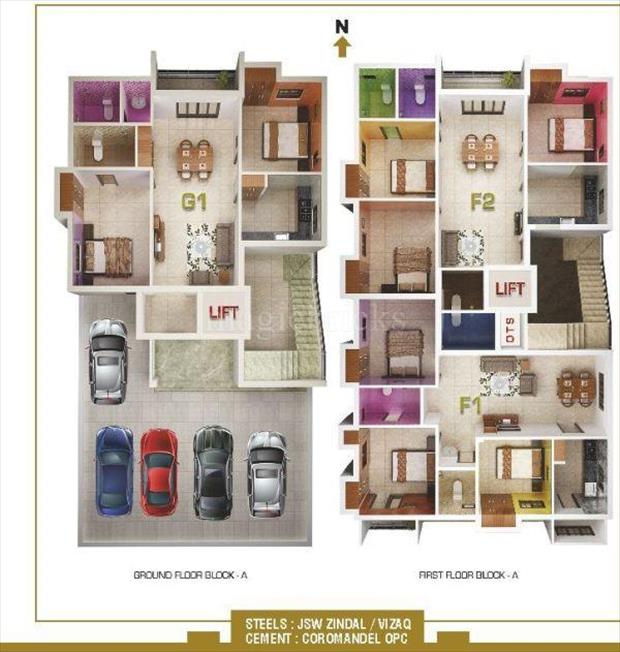 N
G1
F2
LIFT
LIFT
OTS
F1
magicbricks
GROUND FLOOR BLOCK - A
FIRST FLOOR BLOCK - A
STEELS : JSW ZINDAL / VIZAQ
CEMENT : COROMANDEL OPC